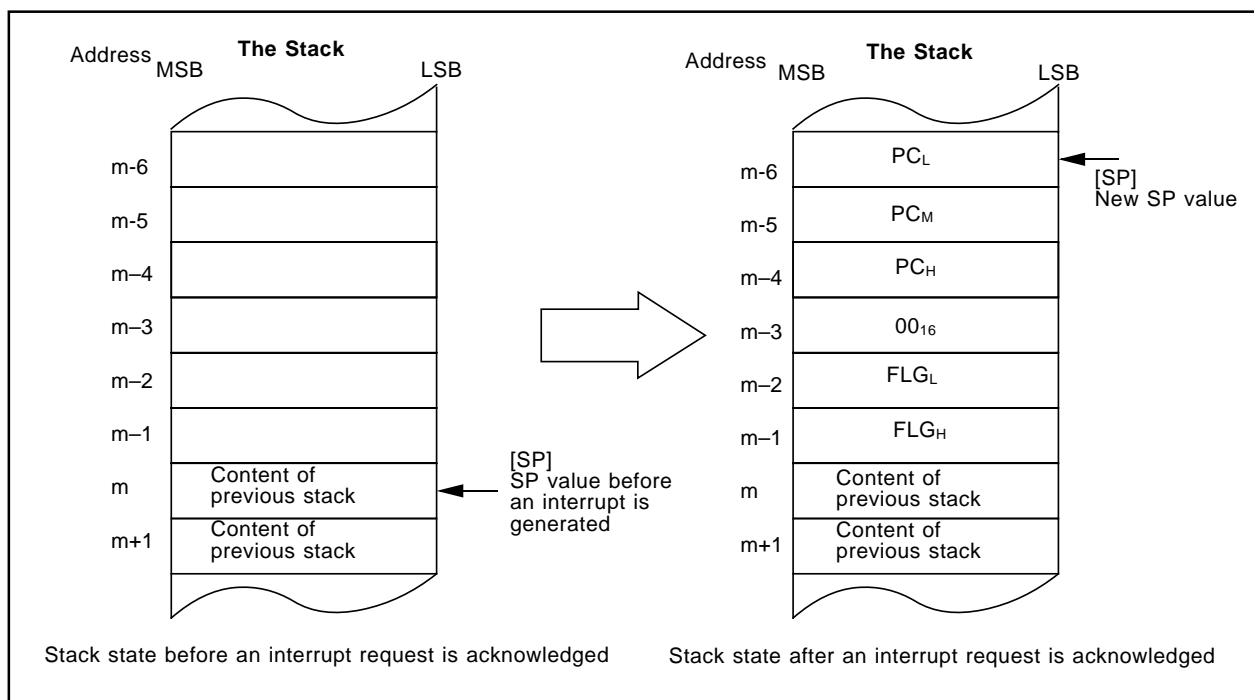 The Stack
Address
MSB
LSB
m-6
m-5
m–4
m–3
m–2
m–1
m
Content of
previous stack
m+1
Content of
previous stack
[SP]
SP value before
an interrupt is
generated
Stack state before an interrupt request is acknowledged
The Stack
Address
MSB
LSB
m-6
PCL
[SP]
New SP value
m-5
PCM
m–4
PCH
m–3
0016
m–2
FLGL
m–1
FLGH
m
Content of
previous stack
m+1
Content of
previous stack
Stack state after an interrupt request is acknowledged